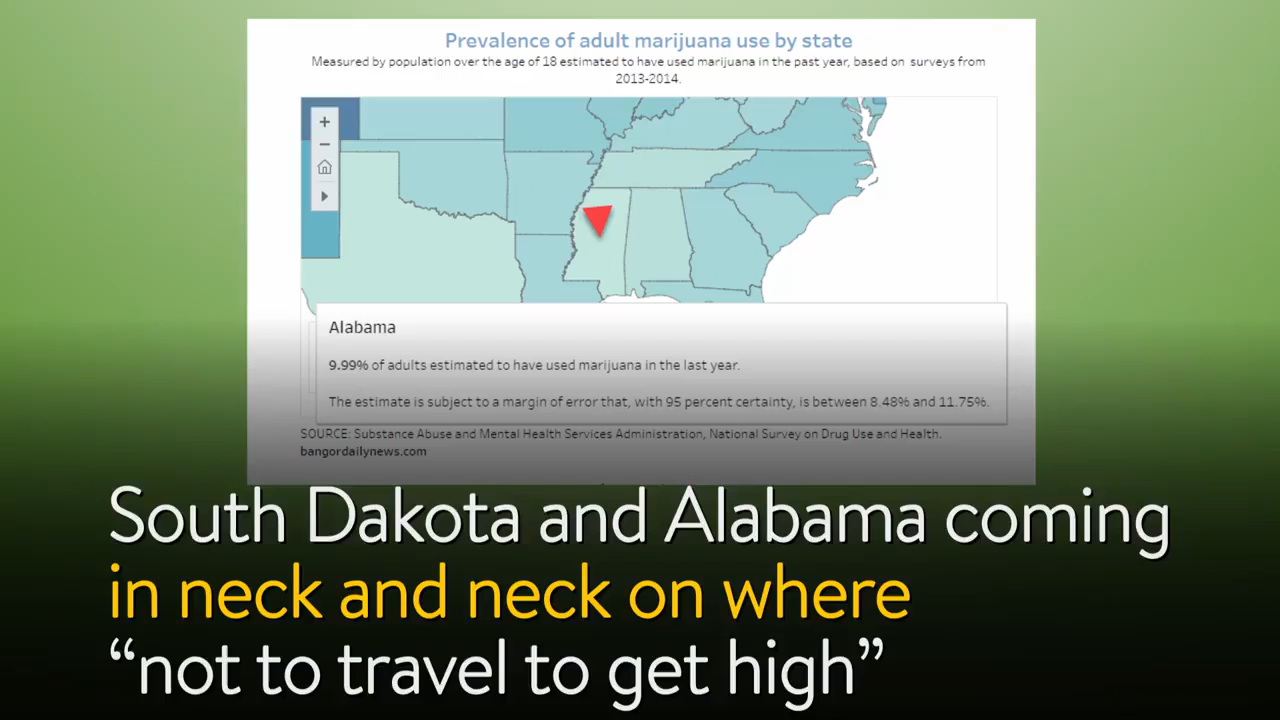 Prevalence of adult marijuana use by state
Measured by population over the age of 18 estimated to have used marijuana in the past year, based on surveys from
2013-2014.
+
−
Alabama
9.99% of adults estimated to have used marijuana in the last year.
The estimate is subject to a margin of error that, with 95 percent certainty, is between 8.48% and 11.75%.
SOURCE: Substance Abuse and Mental Health Services Administration, National Survey on Drug Use and Health.
bangordailynews.com
South Dakota and Alabama coming
in neck and neck on where
“not to travel to get high”